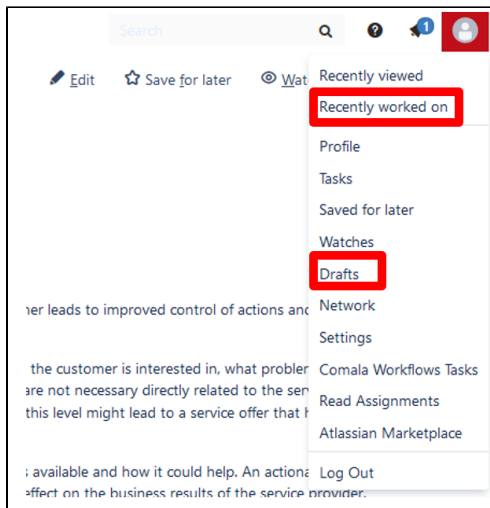 Search
1
Edit Save for later Wat
Recently viewed
Recently worked on
Profile
Tasks
Saved for later
Watches
Drafts
Network
Settings
Comala Workflows Tasks
Read Assignments
Atlassian Marketplace
Log Out
ner leads to improved control of actions and
the customer is interested in, what problem
are not necessary directly related to the ser
this level might lead to a service offer that h
s available and how it could help. An actiona
effect on the business results of the service provider.